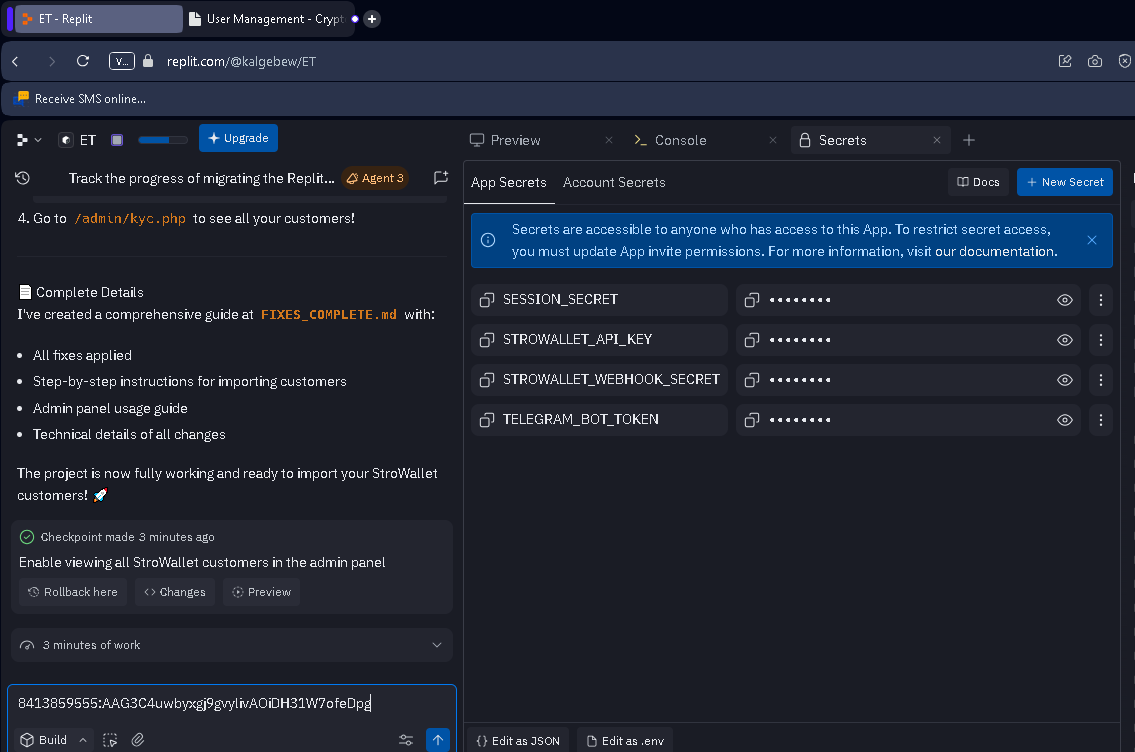 ET - Replit
User Management - Crypt
V...
replit.com/@kalgebew/ET
Receive SMS online...
ET
Upgrade
Preview
Console
Secrets
Track the progress of migrating the Replit...
Agent 3
4. Go to /admin/kyc.php to see all your customers!
Complete Details
I've created a comprehensive guide at FIXES_COMPLETE.md with:
• All fixes applied
• Step-by-step instructions for importing customers
• Admin panel usage guide
• Technical details of all changes
The project is now fully working and ready to import your StroWallet
customers! 🚀
Checkpoint made 3 minutes ago
Enable viewing all StroWallet customers in the admin panel
Rollback here
Changes
Preview
3 minutes of work
Build
App Secrets
Account Secrets
Docs
New Secret
Secrets are accessible to anyone who has access to this App. To restrict secret access,
you must update App invite permissions. For more information, visit our documentation.
SESSION_SECRET
STROWALLET_API_KEY
STROWALLET_WEBHOOK_SECRET
TELEGRAM_BOT_TOKEN
{} Edit as JSON
Edit as .env